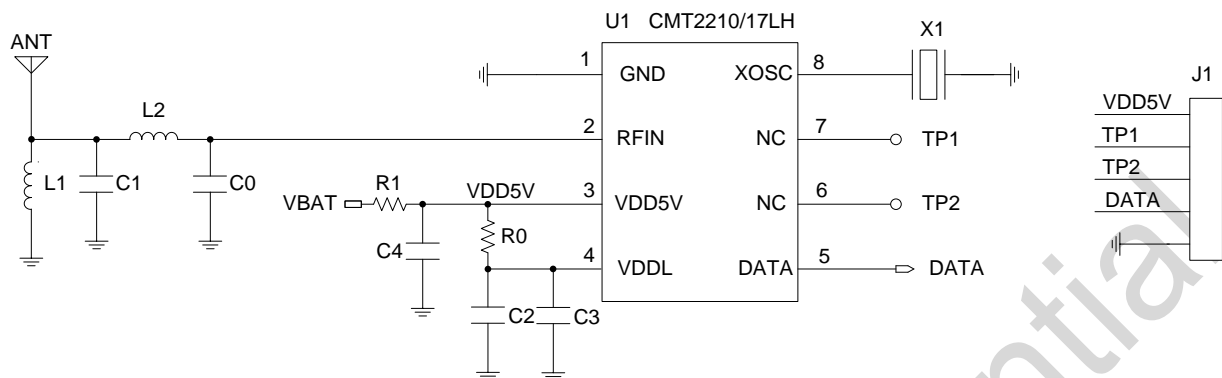 U1 CMT2210/17LH
X1
ANT
J1
1
GND
XOSC
8
L2
VDD5V
2
RFIN
NC
7
TP1
TP1
L1
C1
C0
TP2
R1
VDD5V
3
VDD5V
NC
6
TP2
DATA
VBAT
R0
C4
4
VDDL
DATA
5
DATA
C2
C3